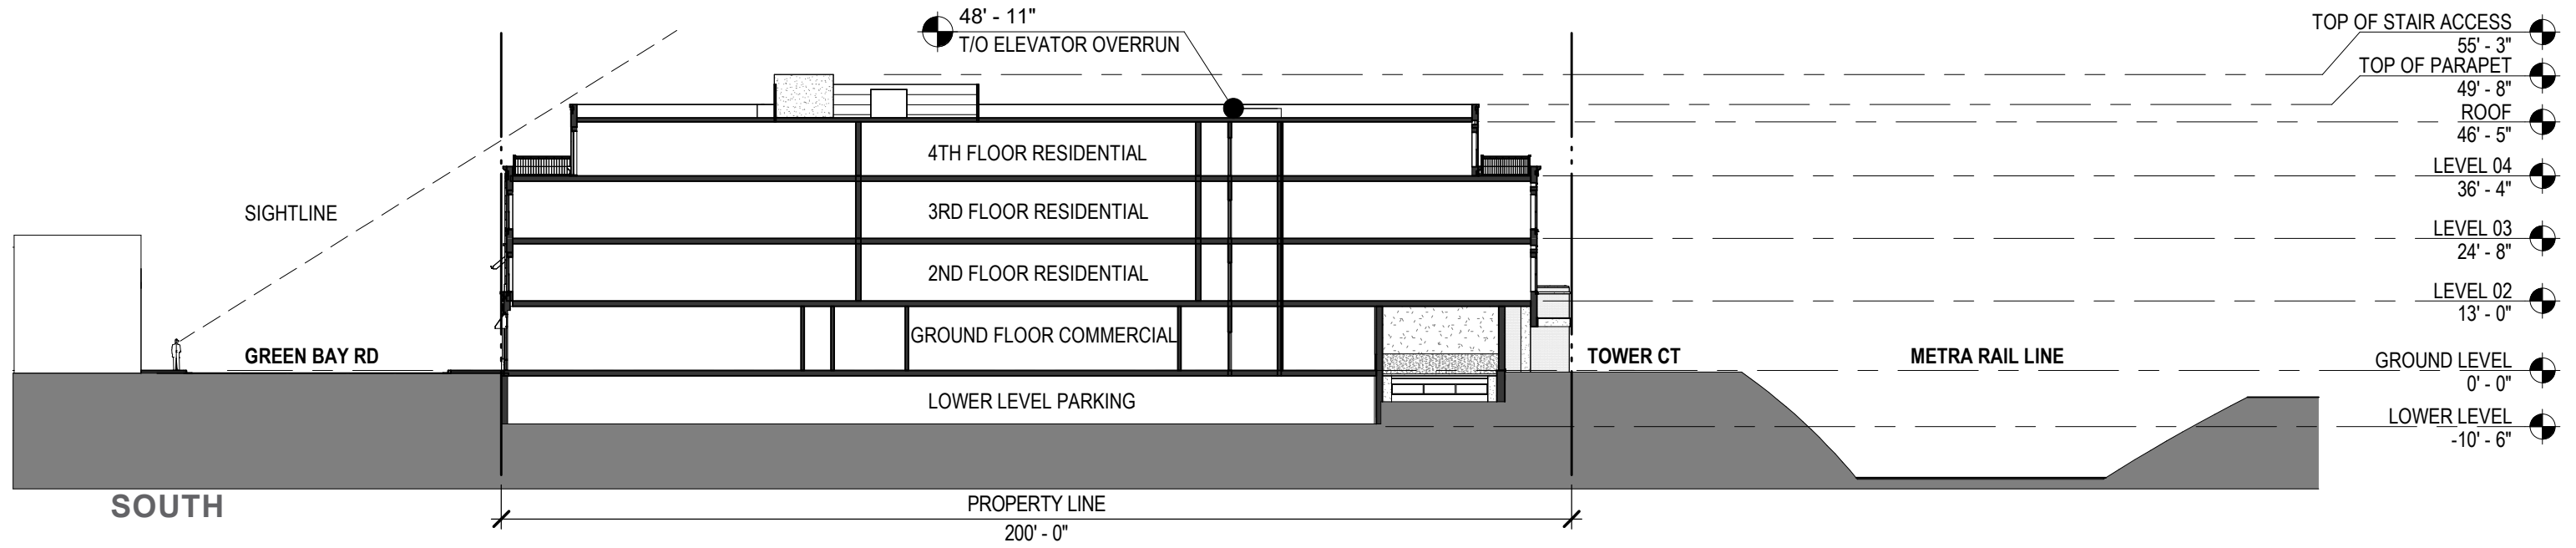 48' - 11"
T/O ELEVATOR OVERRUN
TOP OF STAIR ACCESS
55' - 3"
TOP OF PARAPET
49' - 8"
ROOF
46' - 5"
4TH FLOOR RESIDENTIAL
LEVEL 04
36' - 4"
SIGHTLINE
3RD FLOOR RESIDENTIAL
LEVEL 03
24' - 8"
2ND FLOOR RESIDENTIAL
LEVEL 02
13' - 0"
GROUND FLOOR COMMERCIAL
GREEN BAY RD
TOWER CT
METRA RAIL LINE
GROUND LEVEL
0' - 0"
LOWER LEVEL PARKING
LOWER LEVEL
-10' - 6"
SOUTH
PROPERTY LINE
200' - 0"